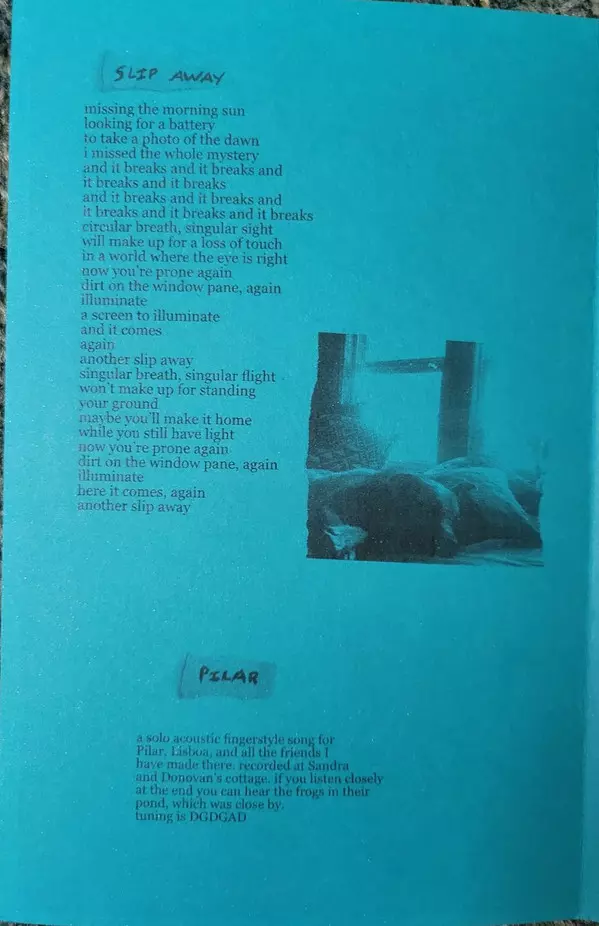 SLIP AWAY
missing the morning sun
looking for a battery
to take a photo of the dawn
i missed the whole mystery
and it breaks and it breaks and
it breaks and it breaks
and it breaks and it breaks and
it breaks and it breaks and it breaks
circular breath, singular sight
will make up for a loss of touch
in a world where the eye is right
now you're prone again
dirt on the window pane, again
illuminate
a screen to illuminate
and it comes
again
another slip away
singular breath, singular flight
won't make up for standing
your ground
maybe you'll make it home
while you still have light
now you're prone again
dirt on the window pane, again
illuminate
here it comes, again
another slip away
PILAR
a solo acoustic fingerstyle song for
Pilar, Lisboa, and all the friends I
have made there. recorded at Sandra
and Donovan's cottage. if you listen closely
at the end you can hear the frogs in their
pond, which was close by.
tuning is DGDGAD